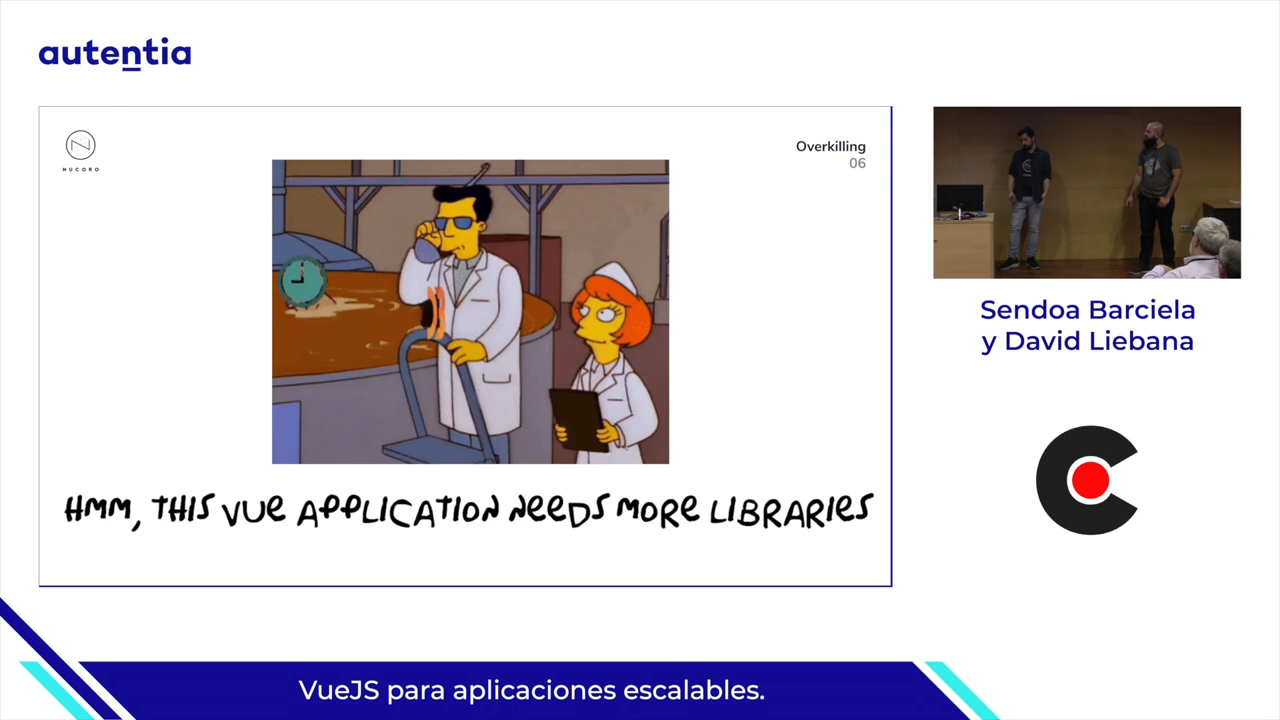 autentia
NUCORO
Overkilling
06
HMM, THIS VUE APPLICATION NEEDS MORE LIBRARIES
Sendoa Barciela
y David Liebana
VueJS para aplicaciones escalables.